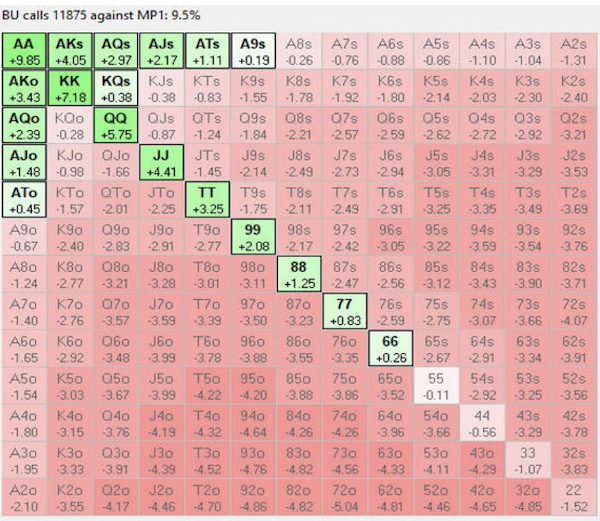 BU calls 11875 against MP1: 9.5%
AA AKs AQs AJs ATs A9s A8s A7s A6s A5s A4s A3s A2s
+9.85 +4.05 +2.97 +2.17 +1.11 +0.19 -0.26 -0.76 -0.88 -0.86 -1.10 -1.04 -1.31
AKo KK KQs KJs KTs K9s K8s K7s K6s K5s K4s K3s K2s
+3.43 +7.18 +0.38 -0.38 -0.83 -1.55 -1.78 -1.92 -1.80 -2.14 -2.03 -2.30 -2.40
AQo KQo QQ QJs QTs Q9s Q8s Q7s Q6s Q5s Q4s Q3s Q2s
+2.39 -0.28 +5.75 -0.87 -1.24 -1.84 -2.21 -2.57 -2.59 -2.62 -2.72 -2.92 -3.21
AJo KJo QJo JJ JTs J9s J8s J7s J6s J5s J4s J3s J2s
+1.48 -0.98 -1.66 +4.41 -1.45 -2.14 -2.49 -2.73 -2.94 -3.05 -3.31 -3.29 -3.53
ATo KTo QTo JTo TT T9s T8s T7s T6s T5s T4s T3s T2s
+0.45 -1.57 -2.01 -2.25 +3.25 -1.75 -2.11 -2.49 -2.91 -3.25 -3.35 -3.49 -3.69
A9o K9o Q9o J9o T9o 99 98s 97s 96s 95s 94s 93s 92s
-0.67 -2.40 -2.83 -2.91 -2.77 +2.08 -2.17 -2.42 -3.05 -3.22 -3.59 -3.54 -3.76
A8o K8o Q8o J8o T8o 98o 88 87s 86s 85s 84s 83s 82s
-1.24 -2.77 -3.21 -3.28 -3.01 -3.11 +1.25 -2.47 -2.56 -3.12 -3.43 -3.90 -3.71
A7o K7o Q7o J7o T7o 97o 87o 77 76s 75s 74s 73s 72s
-1.40 -2.76 -3.57 -3.59 -3.39 -3.50 -3.23 +0.83 -2.59 -2.75 -3.07 -3.66 -4.07
A6o K6o Q6o J6o T6o 96o 86o 76o 66 65s 64s 63s 62s
-1.65 -2.92 -3.48 -3.99 -3.78 -3.88 -3.55 -3.35 +0.26 -2.67 -2.91 -3.34 -3.91
A5o K5o Q5o J5o T5o 95o 85o 75o 65o 55 54s 53s 52s
-1.54 -3.03 -3.67 -3.99 -4.22 -4.20 -3.88 -3.86 -3.52 -0.11 -2.92 -3.25 -3.56
A4o K4o Q4o J4o T4o 94o 84o 74o 64o 54o 44 43s 42s
-1.80 -3.15 -3.76 -4.19 -4.32 -4.64 -4.26 -4.26 -3.96 -3.66 -0.56 -3.29 -3.78
A3o K3o Q3o J3o T3o 93o 83o 73o 63o 53o 43o 33 32s
-1.95 -3.33 -3.91 -4.39 -4.52 -4.76 -4.82 -4.56 -4.33 -4.11 -4.29 -1.07 -3.83
A2o K2o Q2o J2o T2o 92o 82o 72o 62o 52o 42o 32o 22
-2.10 -3.55 -4.17 -4.46 -4.70 -4.86 -4.82 -5.04 -4.81 -4.46 -4.65 -4.85 -1.52